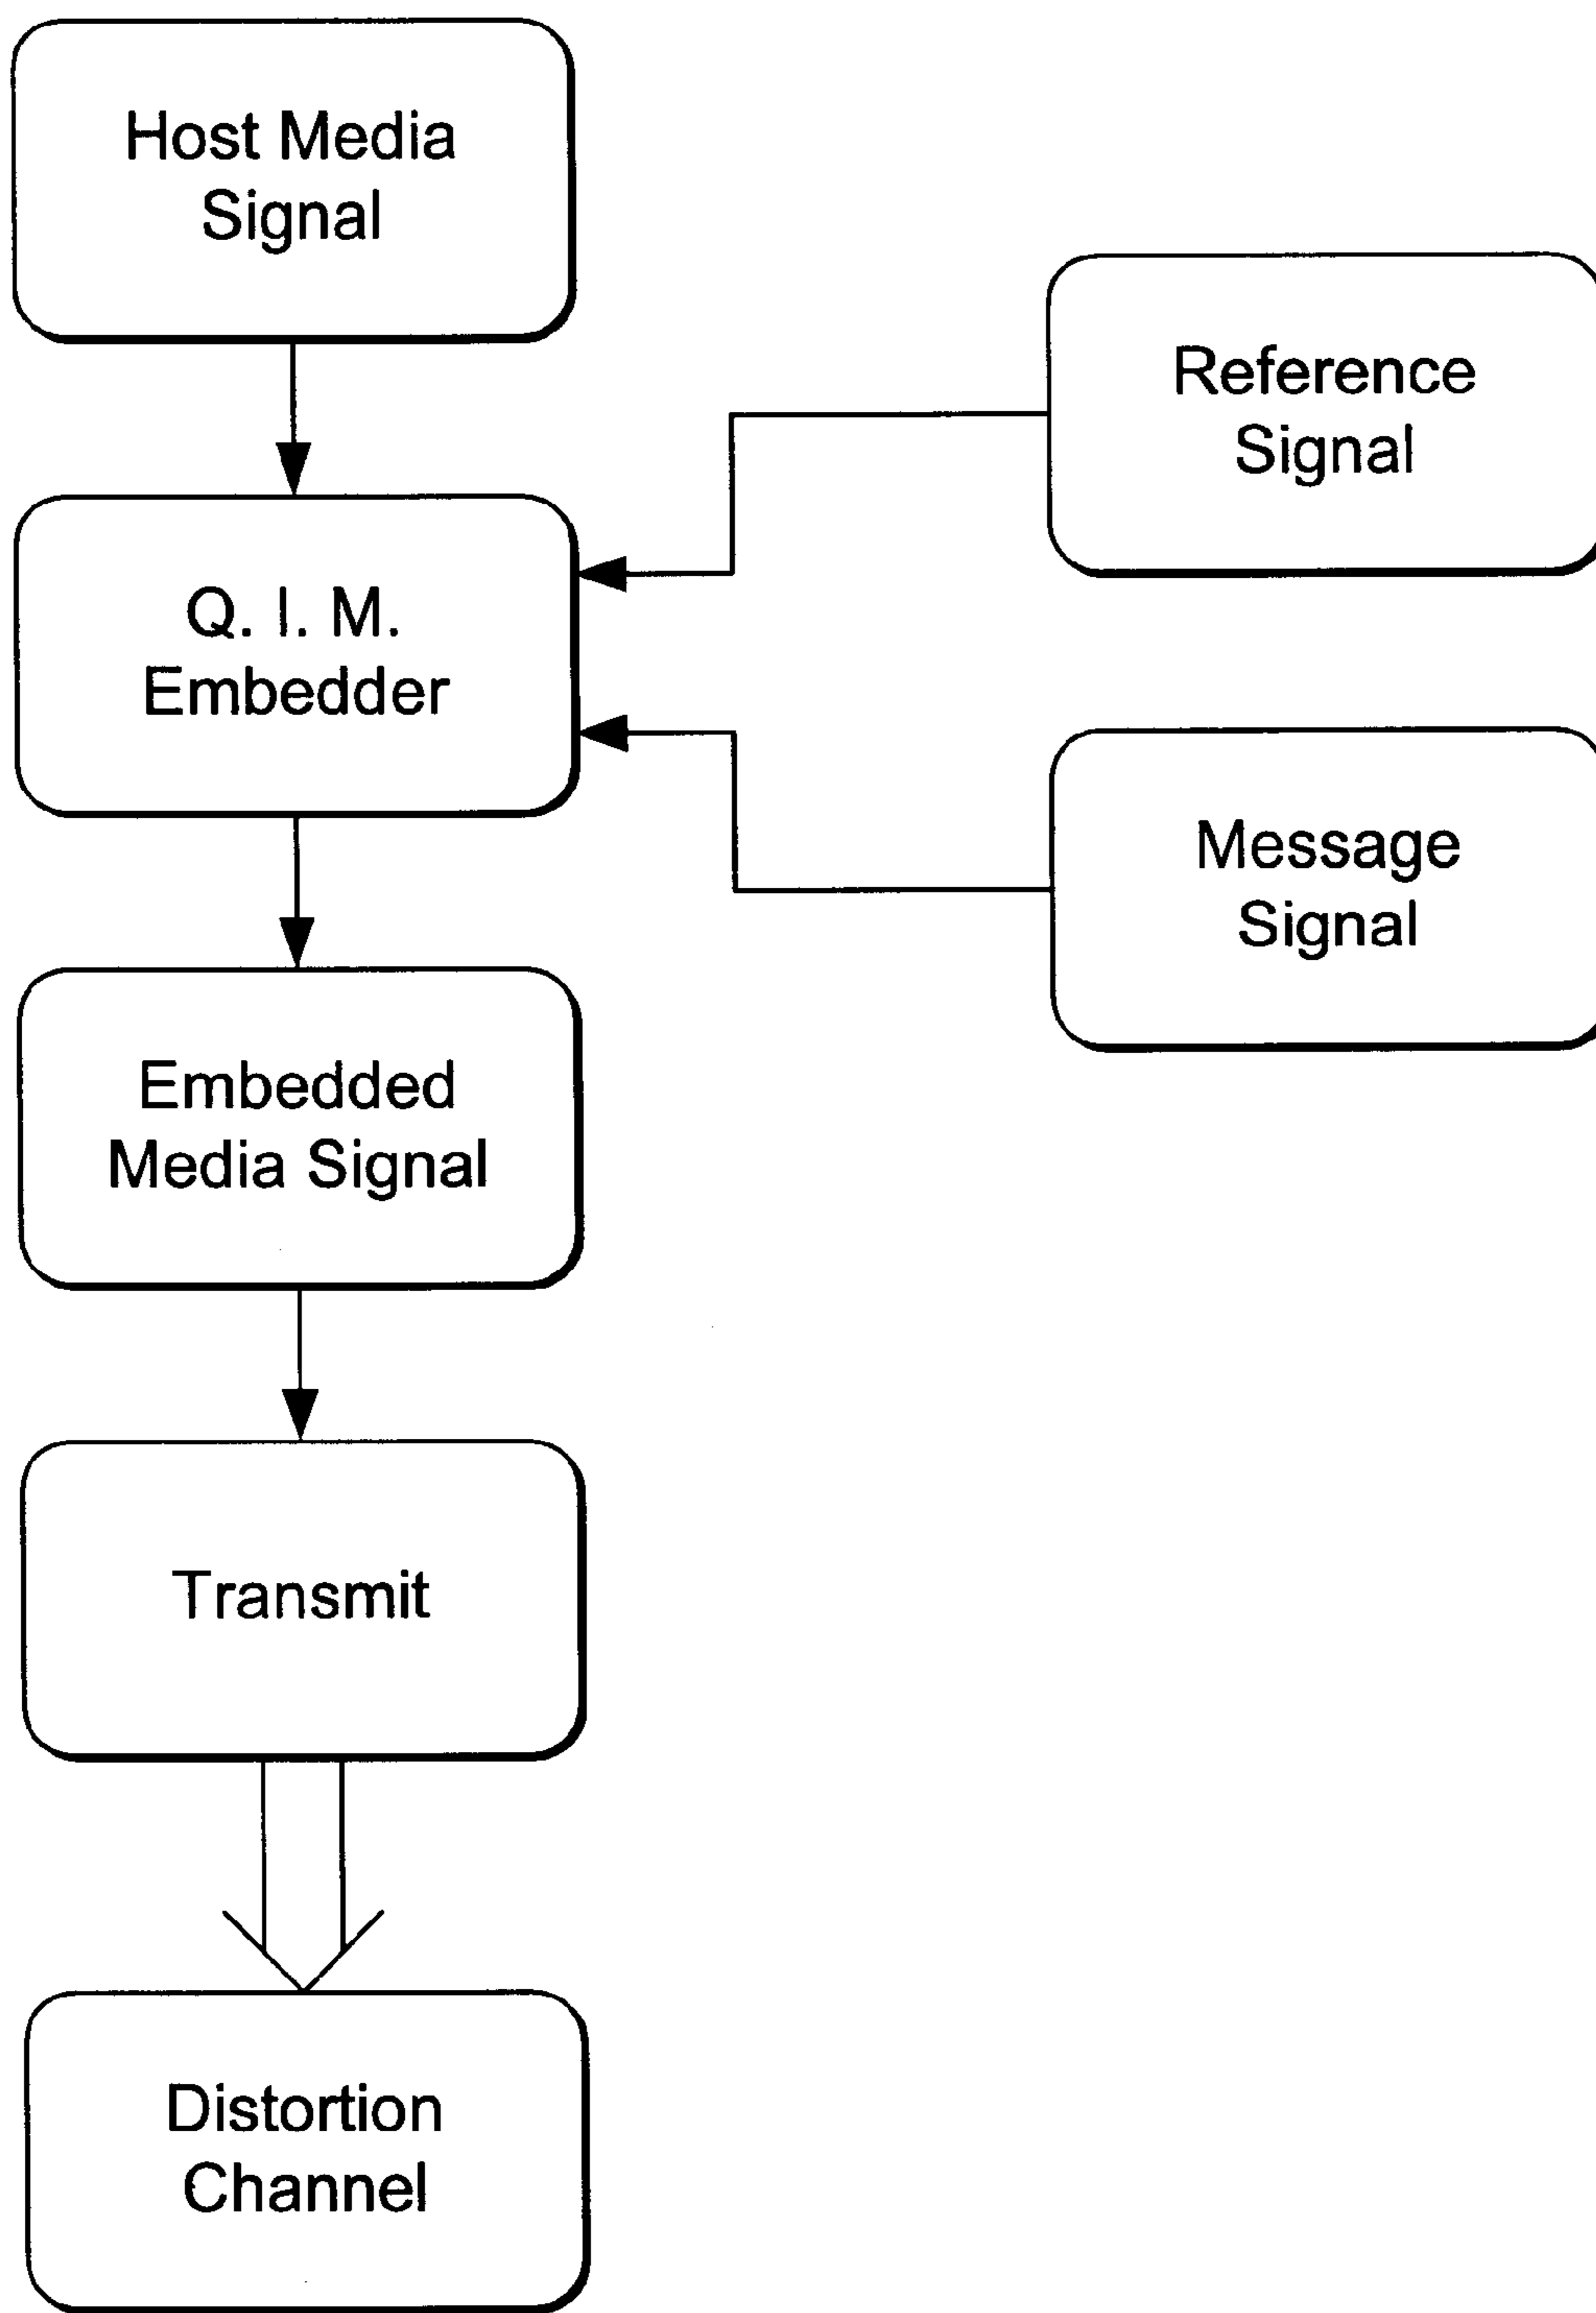 Host Media
Signal
Reference
Signal
Q. I. M.
Embedder
Message
Signal
Embedded
Media Signal
Transmit
Distortion
Channel